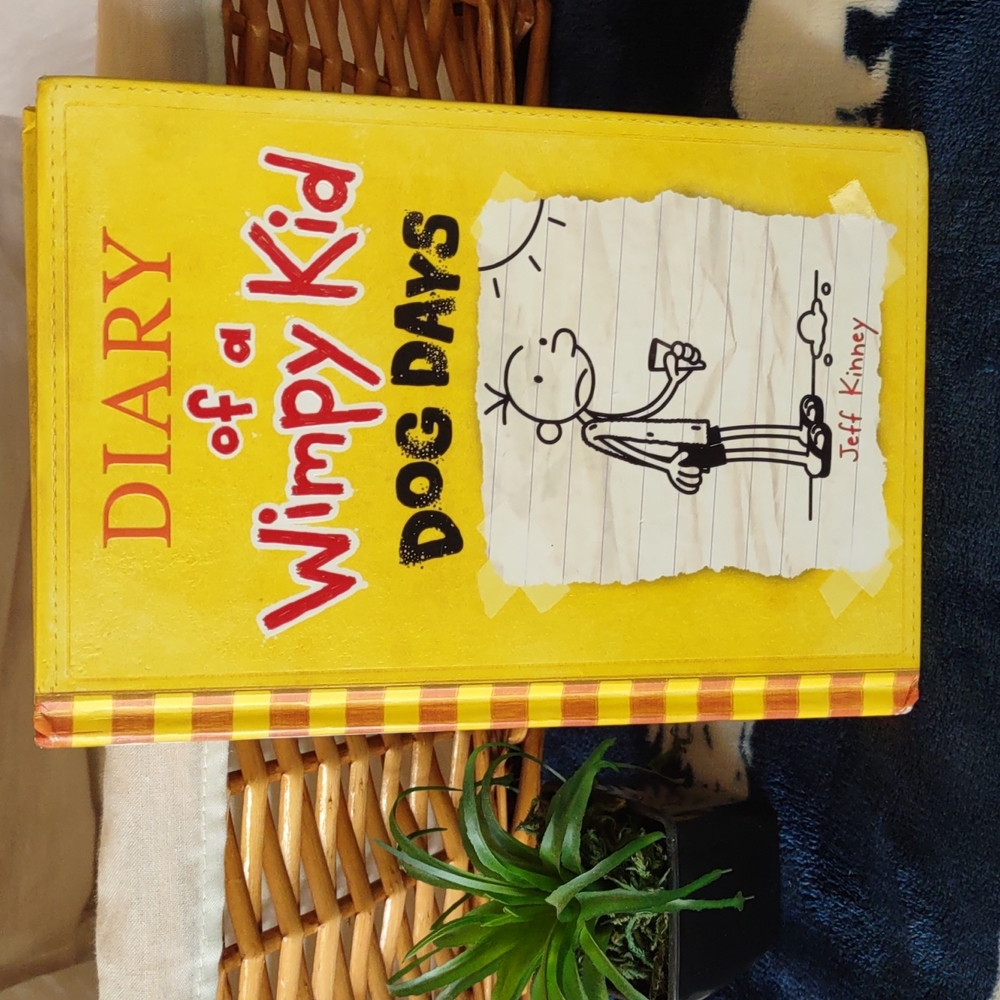 DIARY
of a
Wimpy Kid
DOG DAYS
Jeff Kinney